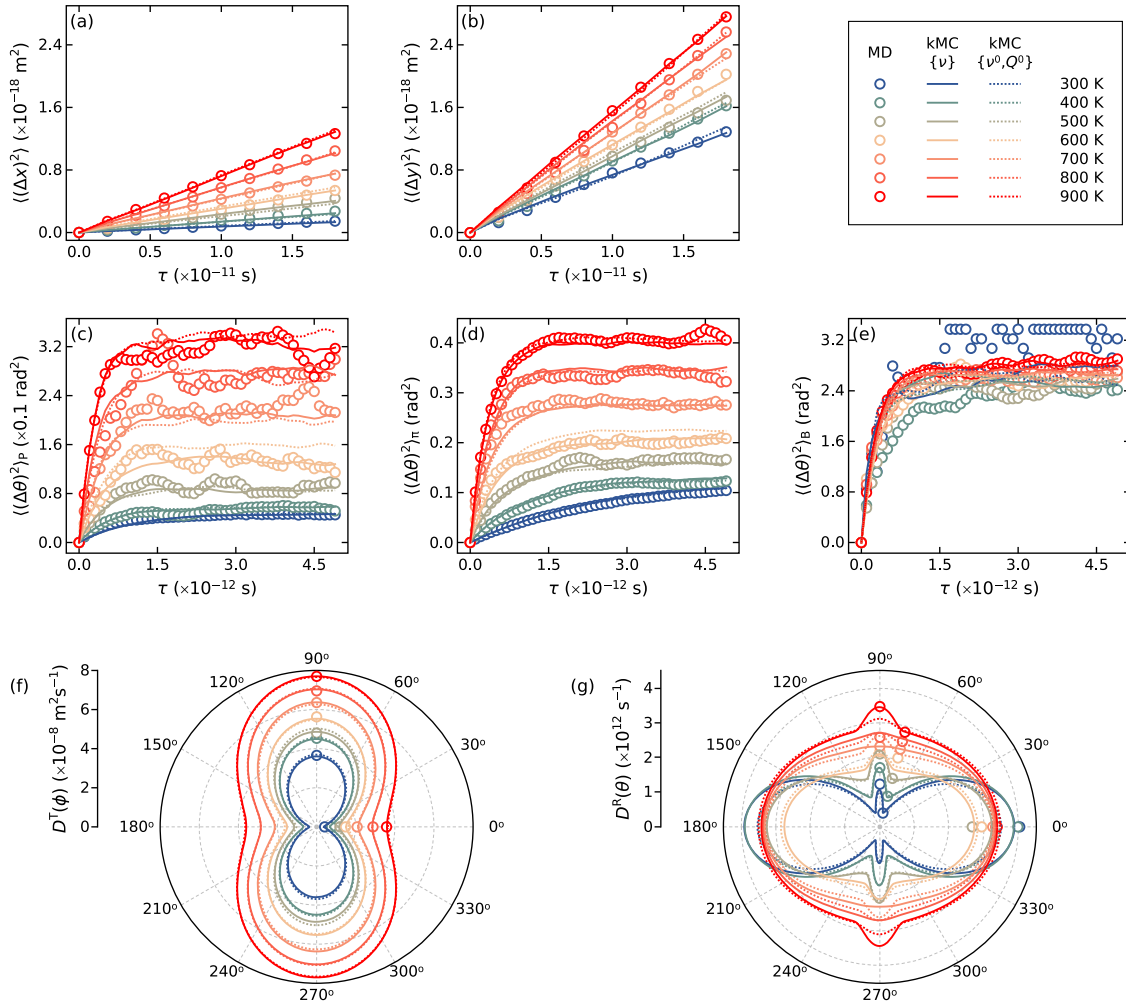 (a)
2.4
1.6
0.8
0.0
⟨(Δx²⟩ (×10⁻¹⁸ m²)
0.0 0.5 1.0 1.5
τ (×10⁻¹¹ s)
(b)
2.4
1.6
0.8
0.0
⟨(Δy²⟩ (×10⁻¹⁸ m²)
0.0 0.5 1.0 1.5
τ (×10⁻¹¹ s)
MD kMC kMC
{ν} {ν⁰,Q⁰}
300 K
400 K
500 K
600 K
700 K
800 K
900 K
(c)
3.2
2.4
1.6
0.8
0.0
⟨(Δθ)²⟩ₚ (×0.1 rad²)
0.0 1.5 3.0 4.5
τ (×10⁻¹² s)
(d)
0.4
0.3
0.2
0.1
0.0
⟨(Δθ)²⟩π (rad²)
0.0 1.5 3.0 4.5
τ (×10⁻¹² s)
(e)
3.2
2.4
1.6
0.8
0.0
⟨(Δθ)²⟩B (rad²)
0.0 1.5 3.0 4.5
τ (×10⁻¹² s)
(f)
8
6
4
2
0
Dᵀ(ϕ) (×10⁻⁸ m²s⁻¹)
90°
120° 60°
150° 30°
180° 0°
210° 330°
240° 300°
270°
(g)
4
3
2
1
0
Dᴿ(θ) (×10¹² s⁻¹)
90°
120° 60°
150° 30°
180° 0°
210° 330°
240° 300°
270°